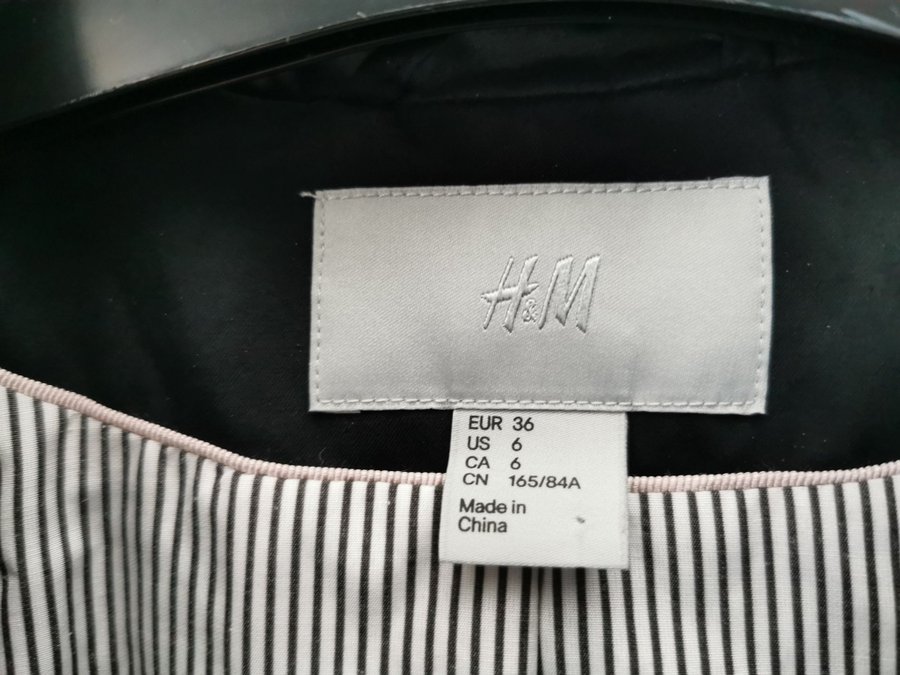 H&M
EUR 36
US 6
CA 6
CN 165/84A
Made in
China